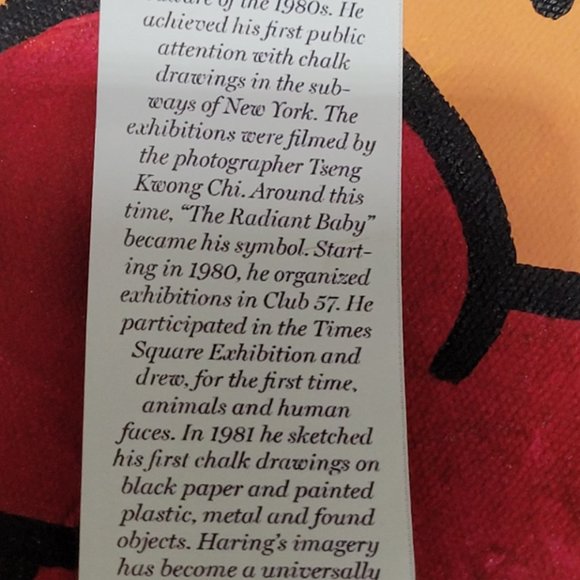 of the 1980s. He
achieved his first public
attention with chalk
drawings in the sub-
ways of New York. The
exhibitions were filmed by
the photographer Tseng
Kwong Chi. Around this
time, “The Radiant Baby”
became his symbol. Start-
ing in 1980, he organized
exhibitions in Club 57. He
participated in the Times
Square Exhibition and
drew, for the first time,
animals and human
faces. In 1981 he sketched
his first chalk drawings on
black paper and painted
plastic, metal and found
objects. Haring's imagery
has become a universally